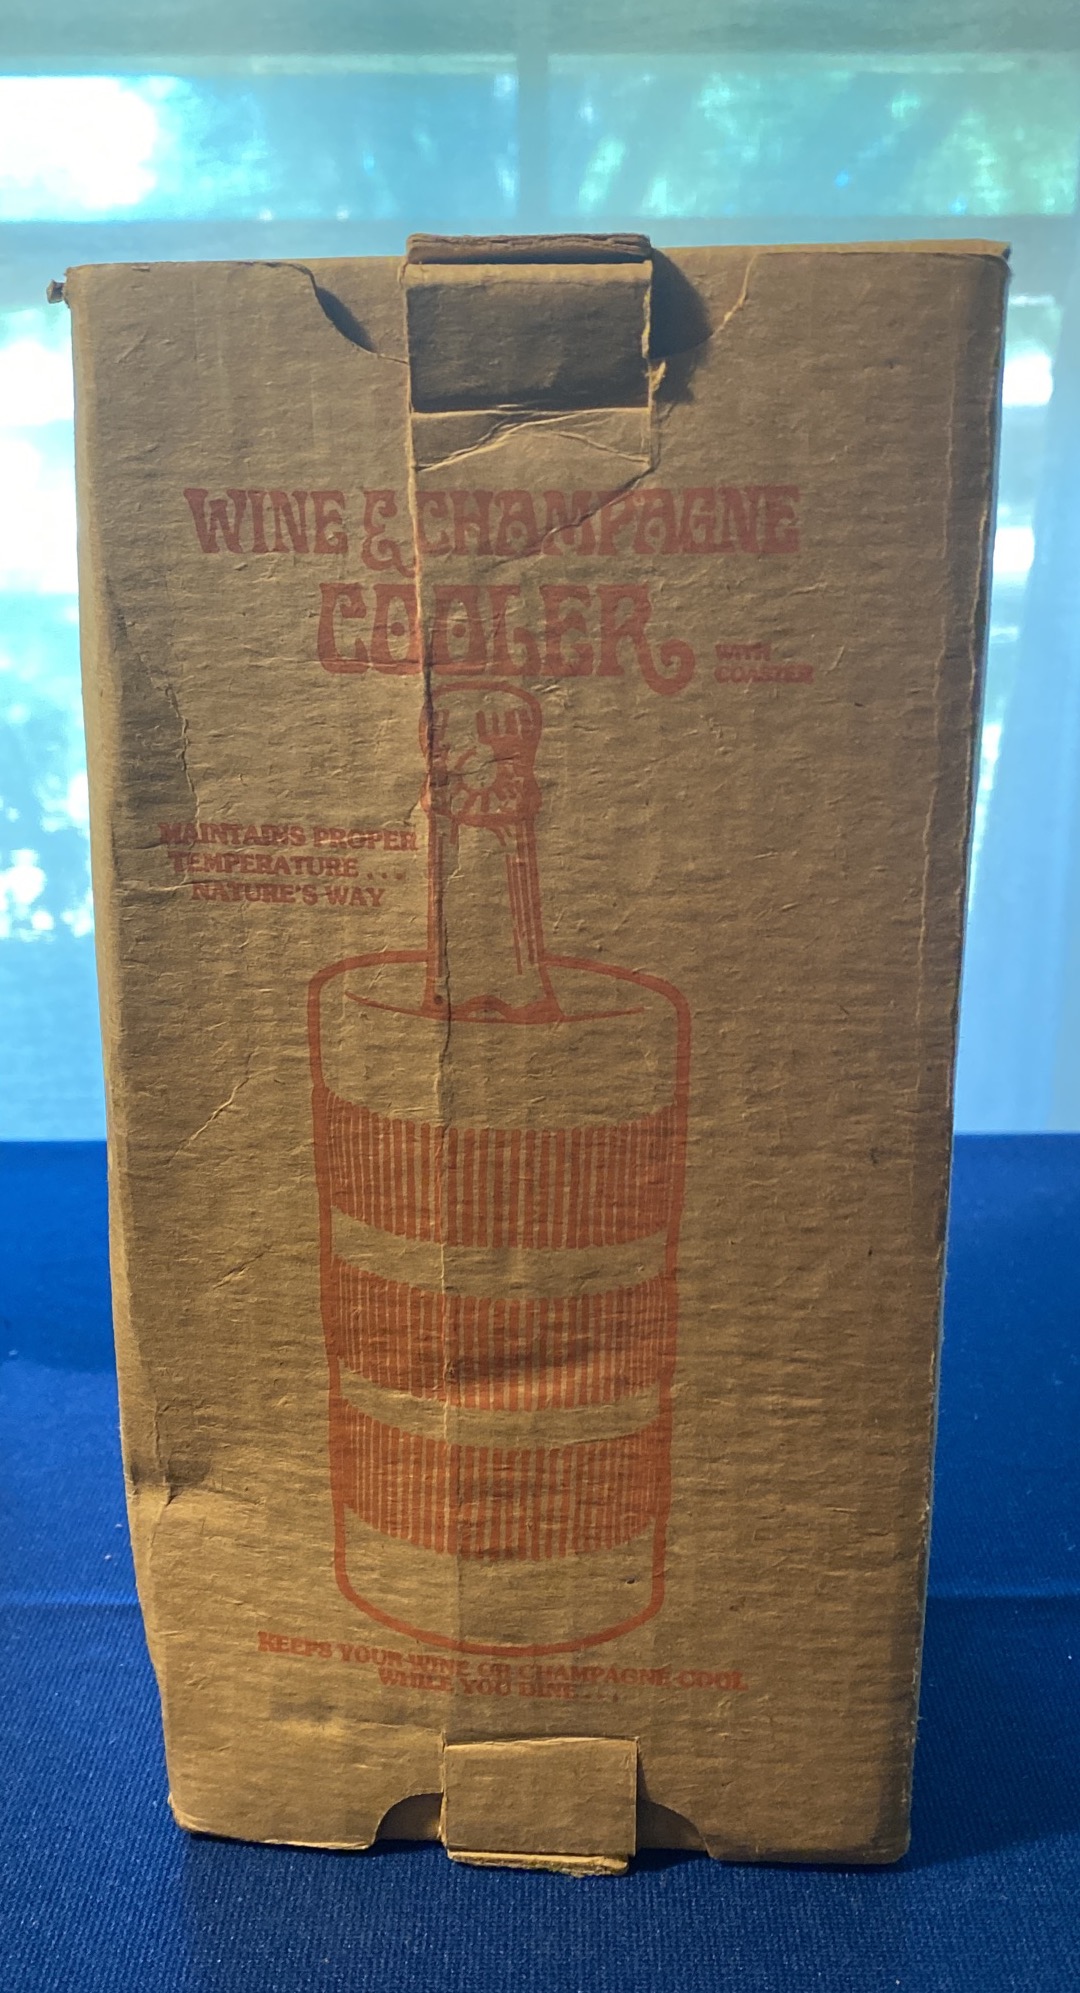 WINE & CHAMPAGNE
COOLER
WITH
COASTER
MAINTAINS PROPER
TEMPERATURE . . .
NATURE'S WAY
KEEPS YOUR WINE OR CHAMPAGNE COOL
WHILE YOU DINE . . .